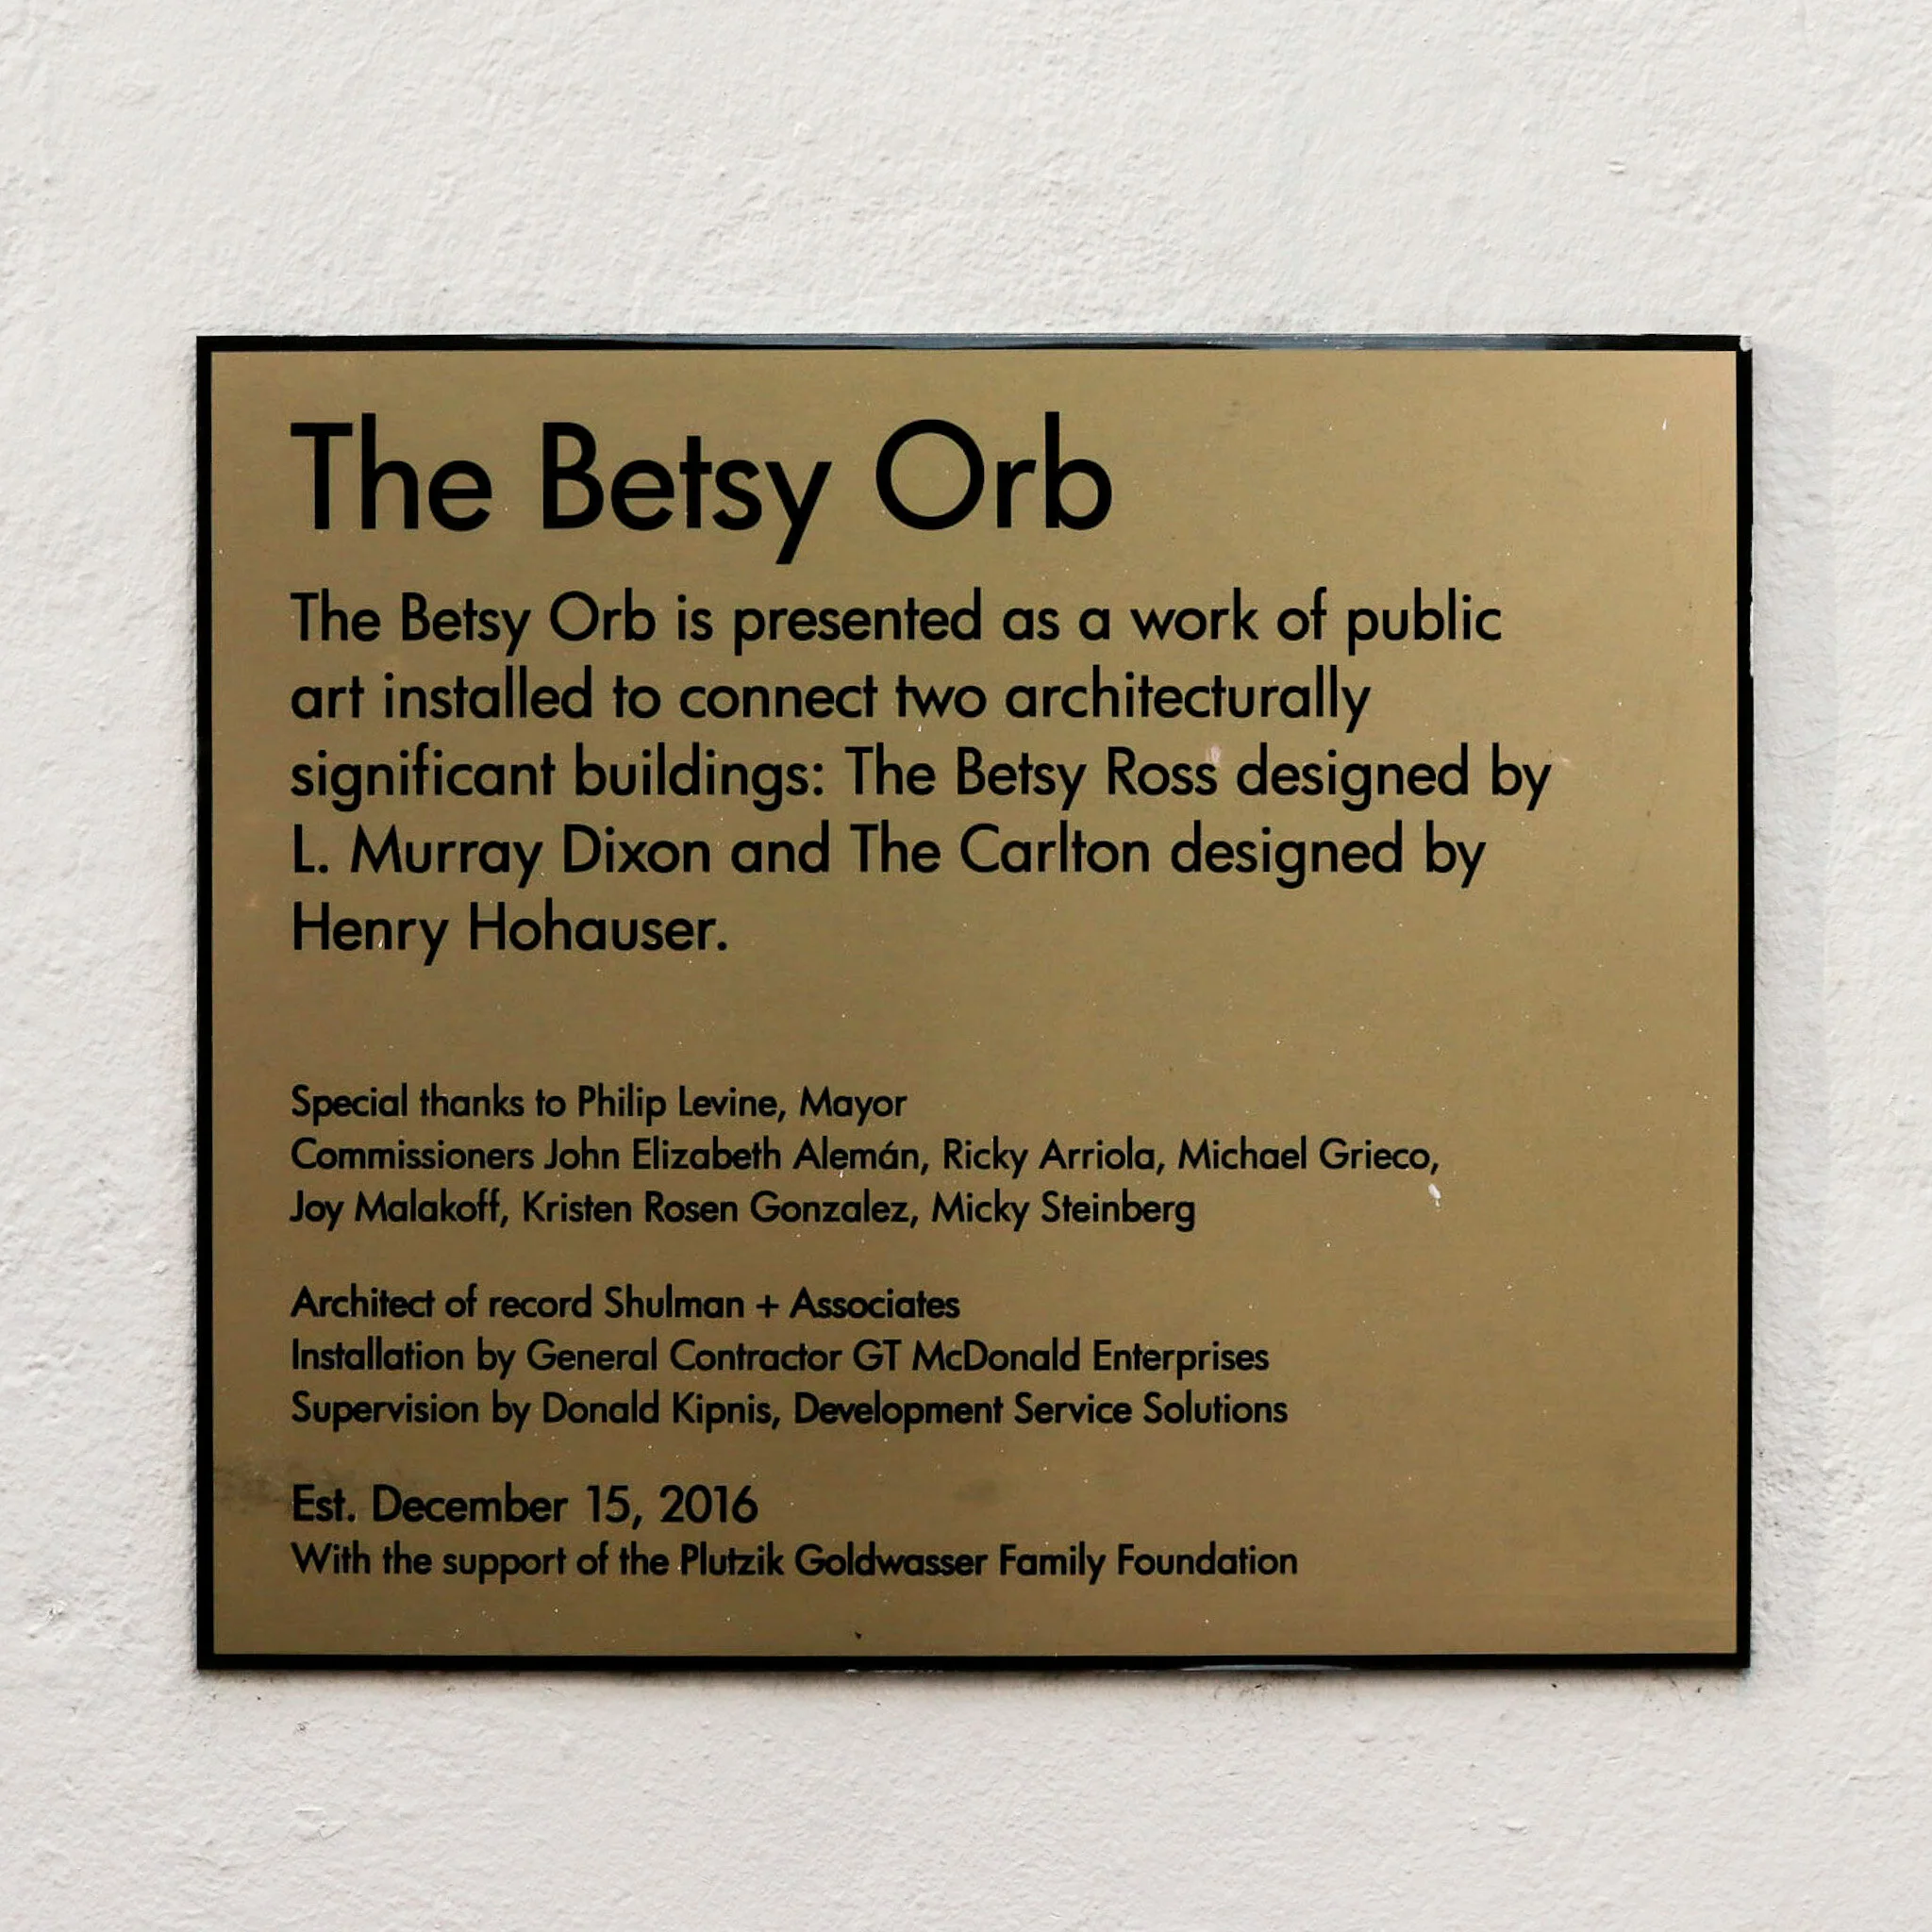 The Betsy Orb
The Betsy Orb is presented as a work of public
art installed to connect two architecturally
significant buildings: The Betsy Ross designed by
L. Murray Dixon and The Carlton designed by
Henry Hohauser.
Special thanks to Philip Levine, Mayor
Commissioners John Elizabeth Alemán, Ricky Arriola, Michael Grieco,
Joy Malakoff, Kristen Rosen Gonzalez, Micky Steinberg
Architect of record Shulman + Associates
Installation by General Contractor GT McDonald Enterprises
Supervision by Donald Kipnis, Development Service Solutions
Est. December 15, 2016
With the support of the Plutzik Goldwasser Family Foundation